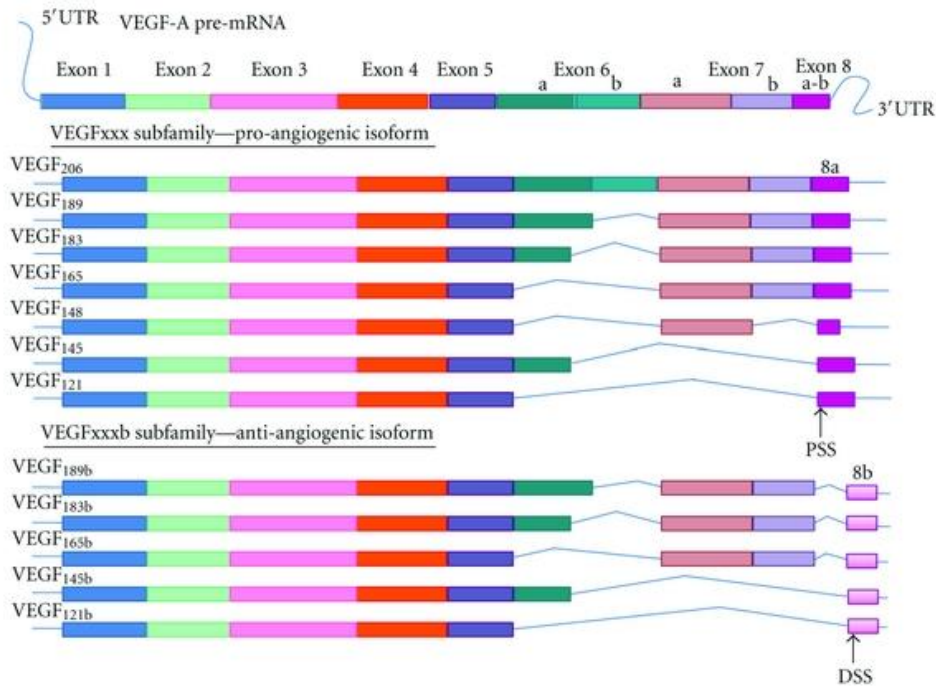 5′UTR VEGF-A pre-mRNA
Exon 1 Exon 2 Exon 3 Exon 4 Exon 5 Exon 6 Exon 7 Exon 8
a b a b a-b
3′UTR
VEGFxxx subfamily—pro-angiogenic isoform
VEGF206
8a
VEGF189
VEGF183
VEGF165
VEGF148
VEGF145
VEGF121
PSS
VEGFxxxb subfamily—anti-angiogenic isoform
VEGF189b
8b
VEGF183b
VEGF165b
VEGF145b
VEGF121b
DSS